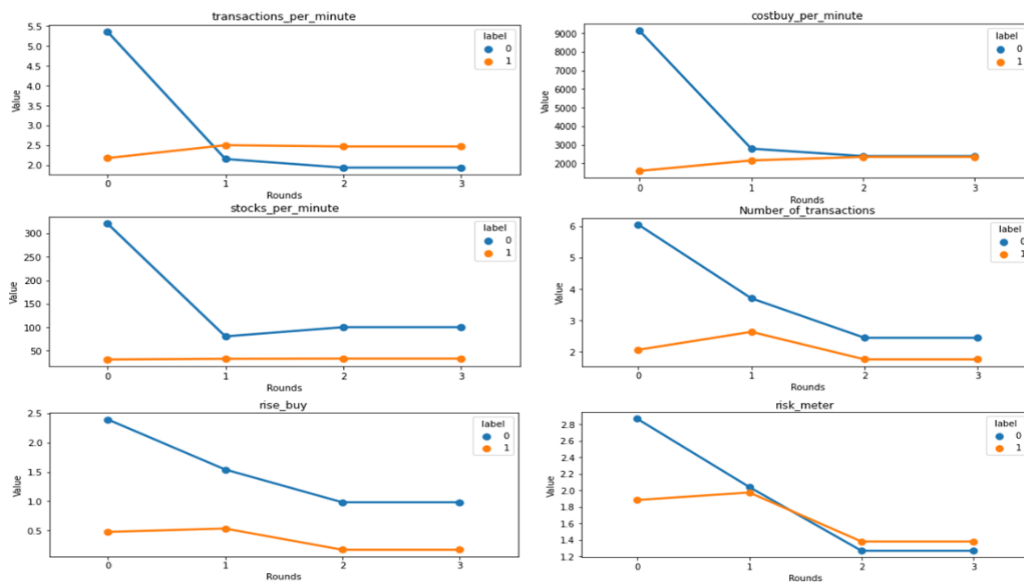 transactions_per_minute
5.5
5.0
4.5
4.0
3.5
3.0
2.5
2.0
Value
label
0
1
0 1 2 3
Rounds
costbuy_per_minute
9000
8000
7000
6000
5000
4000
3000
2000
Value
label
0
1
0 1 2 3
Rounds
stocks_per_minute
300
250
200
150
100
50
Value
label
0
1
0 1 2 3
Rounds
Number_of_transactions
6
5
4
3
2
Value
label
0
1
0 1 2 3
Rounds
rise_buy
2.5
2.0
1.5
1.0
0.5
Value
label
0
1
0 1 2 3
Rounds
risk_meter
2.8
2.6
2.4
2.2
2.0
1.8
1.6
1.4
1.2
Value
label
0
1
0 1 2 3
Rounds